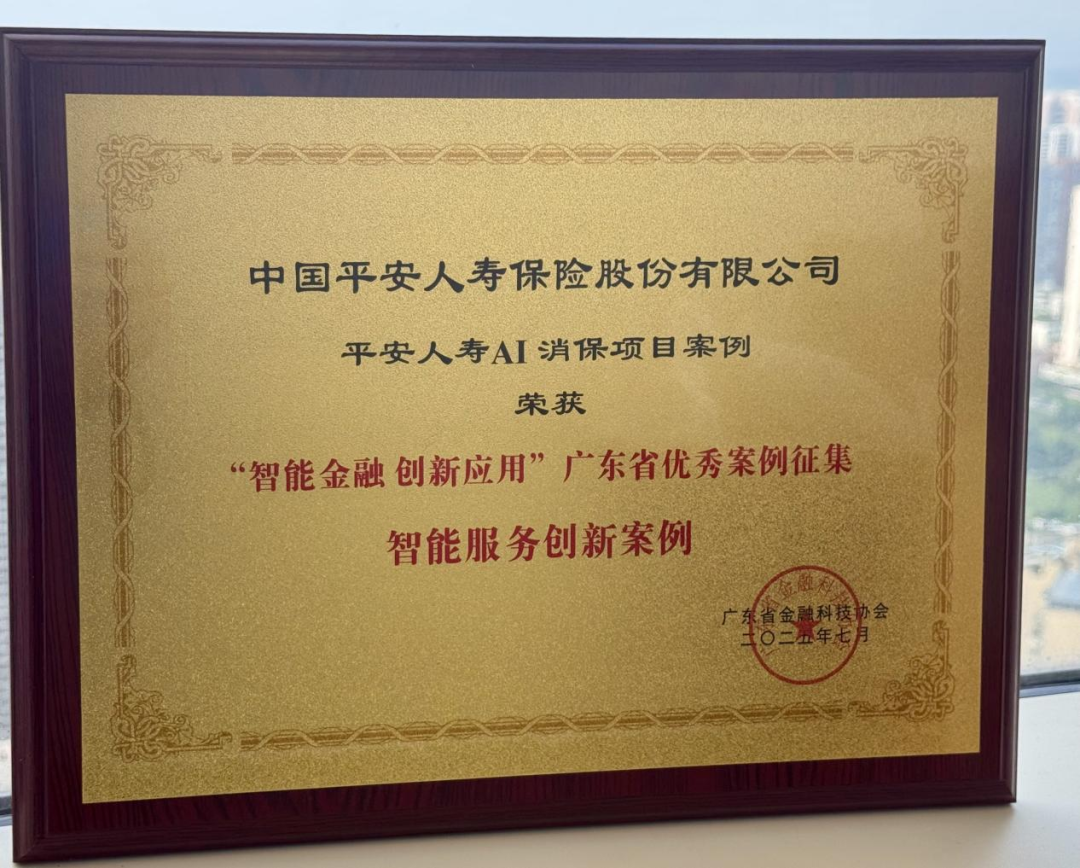 中国平安人寿保险股份有限公司
平安人寿AI 消保项目案例
荣获
“智能金融 创新应用”广东省优秀案例征集
智能服务创新案例
广东省金融科技协会
二〇二五年七月